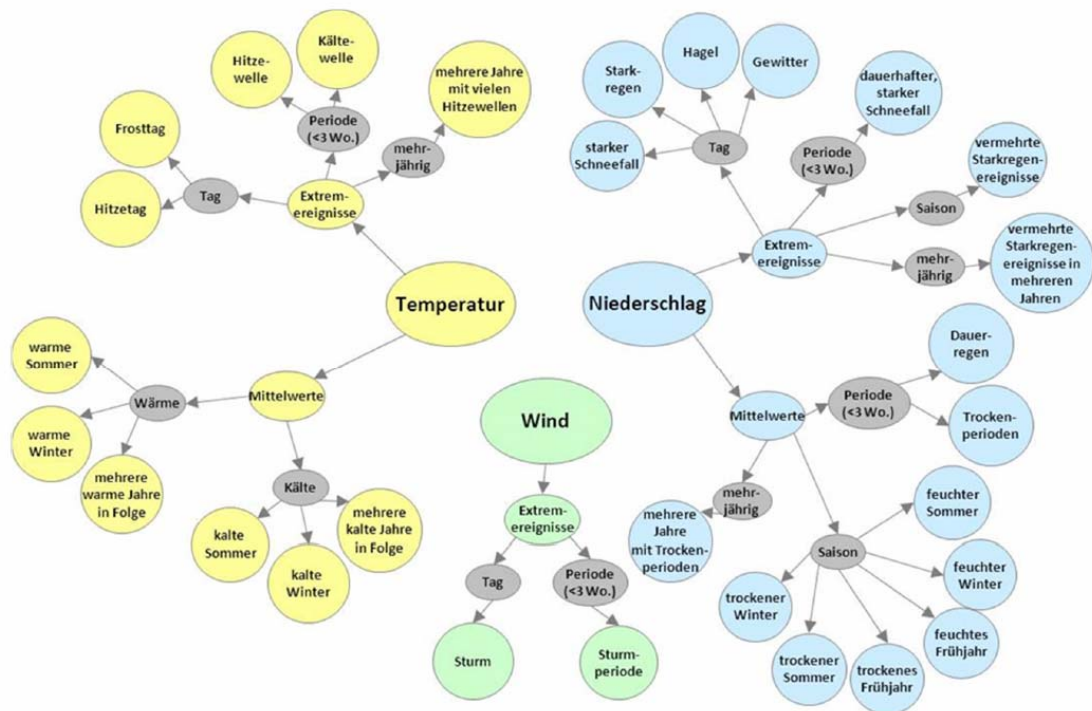 Hitze-
welle
Kälte-
welle
mehrere Jahre
mit vielen
Hitzewellen
Frosttag
Periode
(<3 Wo.)
mehr-
jährig
Hitzetag
Tag
Extrem-
ereignisse
Temperatur
warme
Sommer
Wärme
Mittelwerte
warme
Winter
mehrere
warme Jahre
in Folge
Kälte
kalte
Sommer
kalte
Winter
mehrere
kalte Jahre
in Folge
Wind
Extrem-
ereignisse
Tag
Periode
(<3 Wo.)
Sturm
Sturm-
periode
Stark-
regen
Hagel
Gewitter
dauerhafter,
starker
Schneefall
starker
Schneefall
Tag
Periode
(<3 Wo.)
vermehrte
Starkregen-
ereignisse
Saison
Extrem-
ereignisse
mehr-
jährig
vermehrte
Starkregen-
ereignisse in
mehreren
Jahren
Niederschlag
Dauer-
regen
Mittelwerte
Periode
(<3 Wo.)
Trocken-
perioden
mehr-
jährig
mehrere
Jahre
mit Trocken-
perioden
Saison
feuchter
Sommer
feuchter
Winter
feuchtes
Frühjahr
trockener
Winter
trockener
Sommer
trockenes
Frühjahr